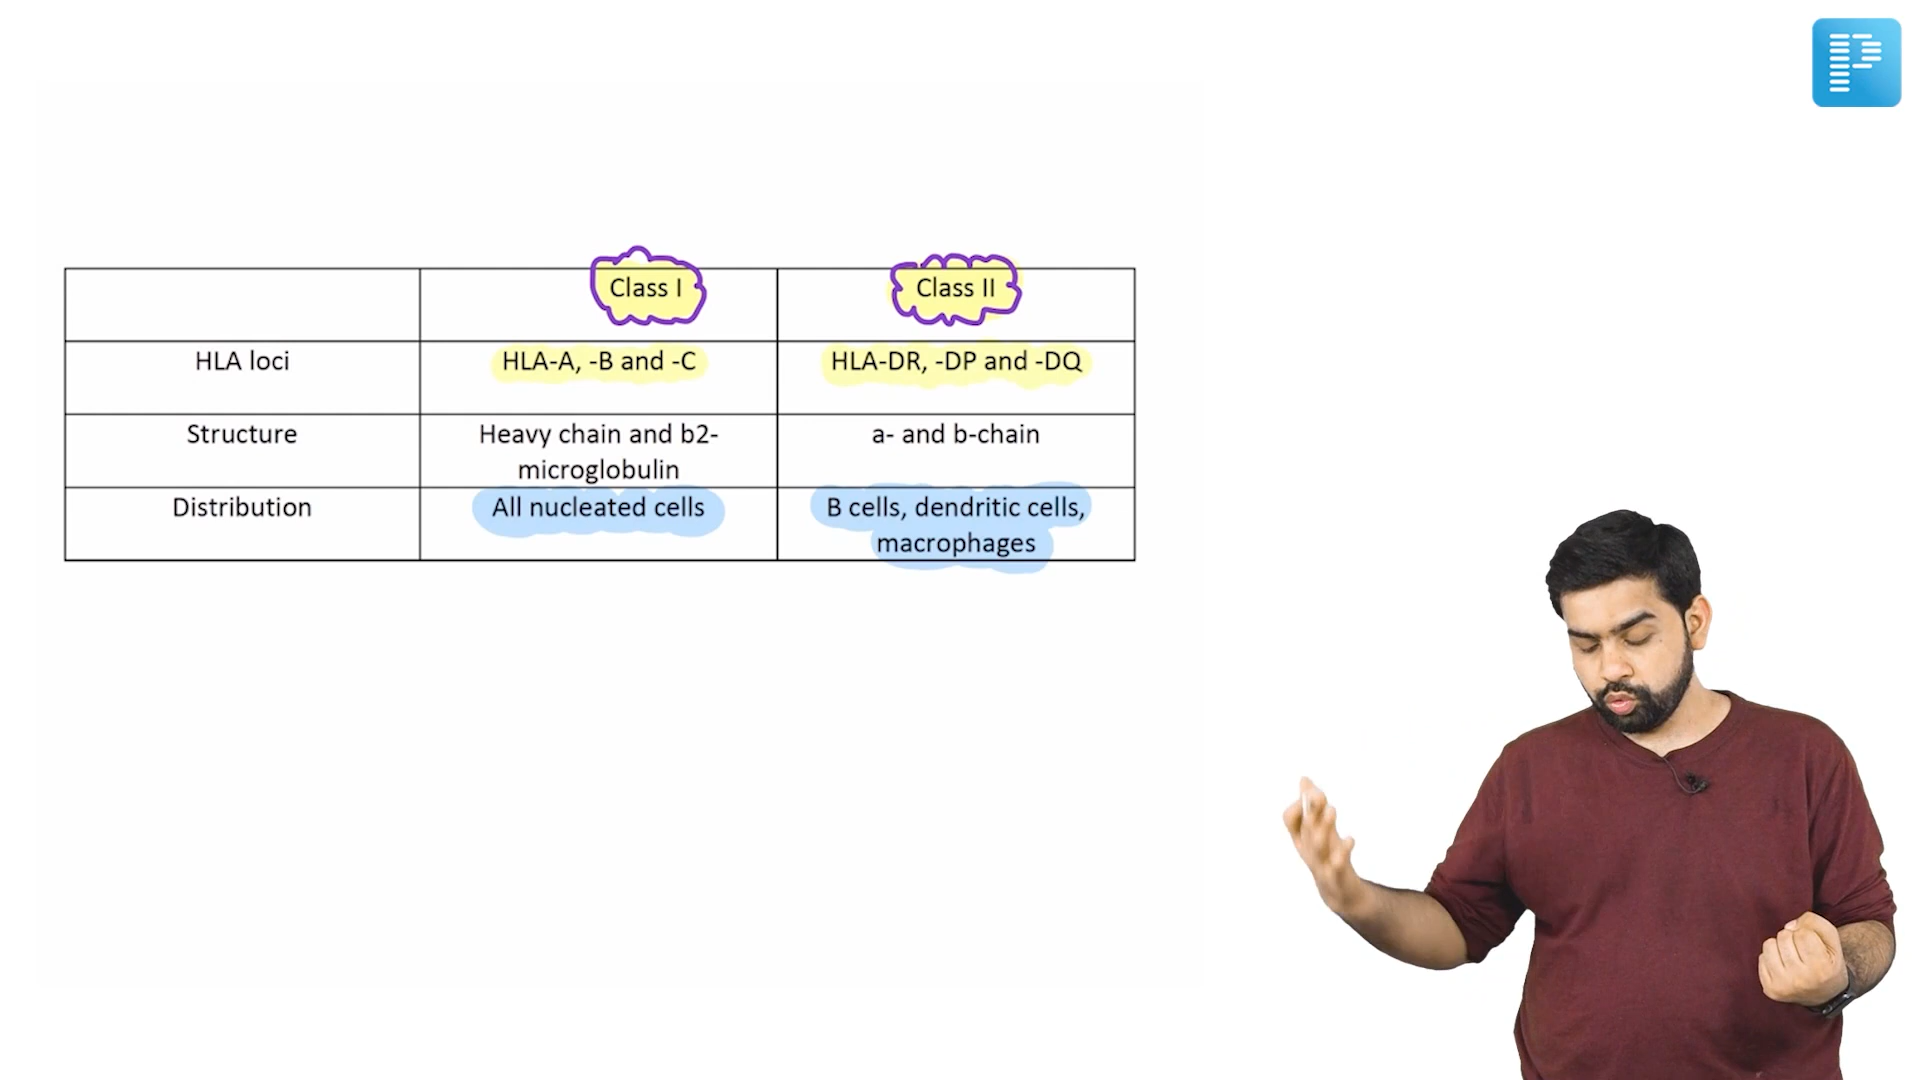 Class I
Class II
HLA loci
HLA-A, -B and -C
HLA-DR, -DP and -DQ
Structure
Heavy chain and b2-
microglobulin
a- and b-chain
Distribution
All nucleated cells
B cells, dendritic cells,
macrophages
P